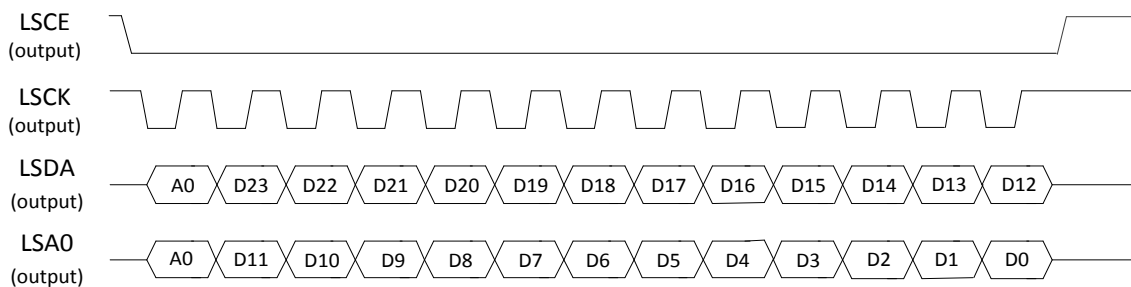 LSCE
(output)
LSCK
(output)
LSDA
(output)
A0 D23 D22 D21 D20 D19 D18 D17 D16 D15 D14 D13 D12
LSA0
(output)
A0 D11 D10 D9 D8 D7 D6 D5 D4 D3 D2 D1 D0